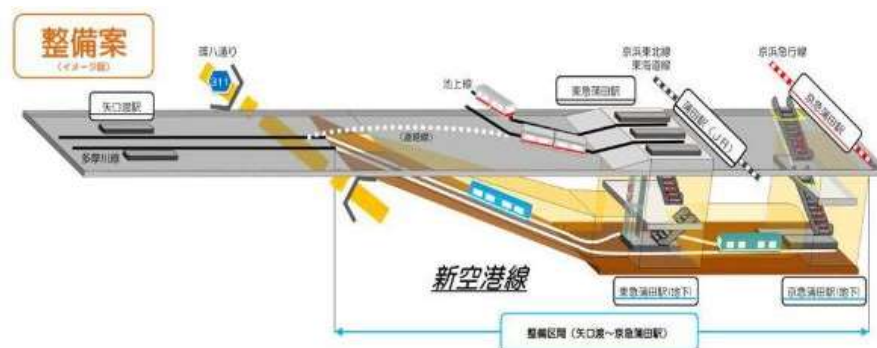 整備案
(イメージ図)
環八通り
311
矢口渡駅
多摩川線
池上線
(連絡線)
東急蒲田駅
京浜東北線
東海道線
蒲田駅(JR)
京浜急行線
京急蒲田駅
新空港線
東急蒲田駅(地下)
京急蒲田駅(地下)
整備区間(矢口渡~京急蒲田駅)